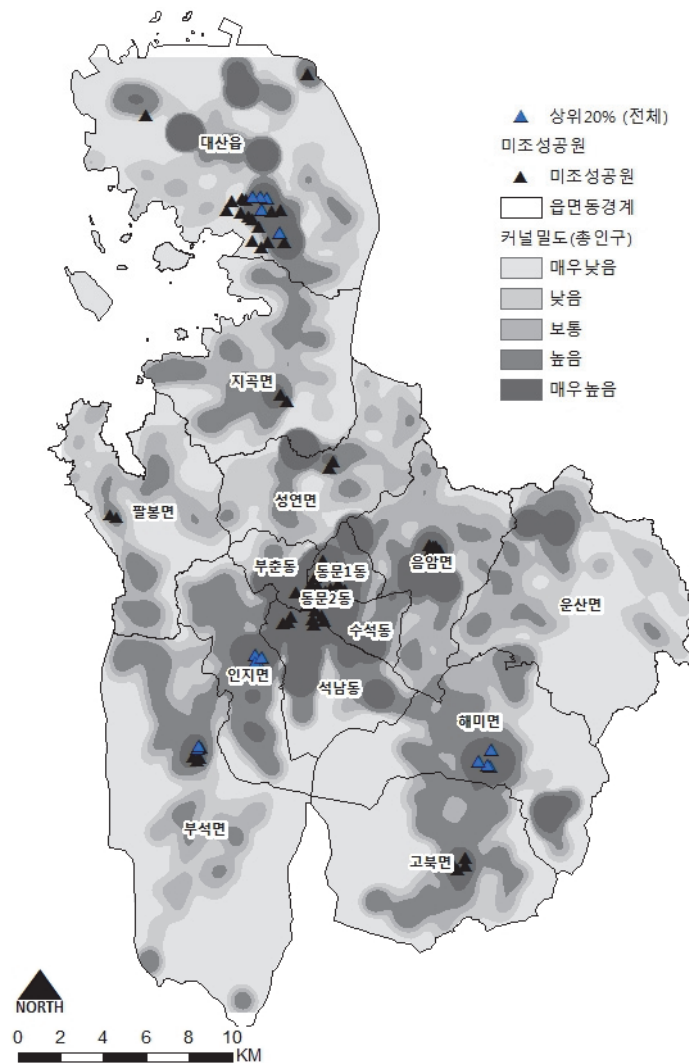 상위20% (전체)
미조성공원
미조성공원
읍면동경계
커널밀도(총인구)
매우낮음
낮음
보통
높음
매우높음
대산읍
지곡면
성연면
팔봉면
부춘동
동문1동
음암면
동문2동
운산면
수석동
인지면
석남동
해미면
부석면
고북면
NORTH
0 2 4 6 8 10
KM